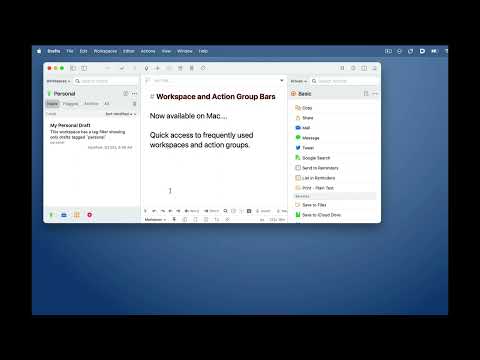 Drafts File Edit Workspaces Editor Actions View Window Help
Workspaces
Personal
Inbox Flagged Archive All
My Personal Draft
This workspace has a tag filter showing
only drafts tagged "personal"
# Workspace and Action Group Bars
Now available on Mac...
Quick access to frequently used
workspaces and action groups.
Markdown
Basic
Copy
Share
Mail
Message
Tweet
Google Search
Send to Reminders
List in Reminders
Print - Plain Text
Save to Files
Save to iCloud Drive